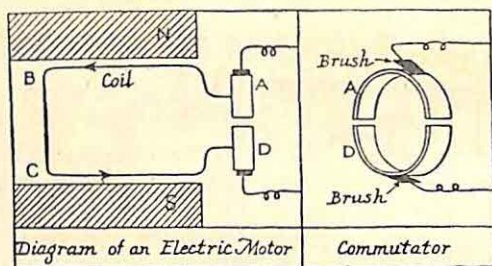 N
B
Coil
A
C
D
S
Diagram of an Electric Motor
Brush
A
D
Brush
Commutator